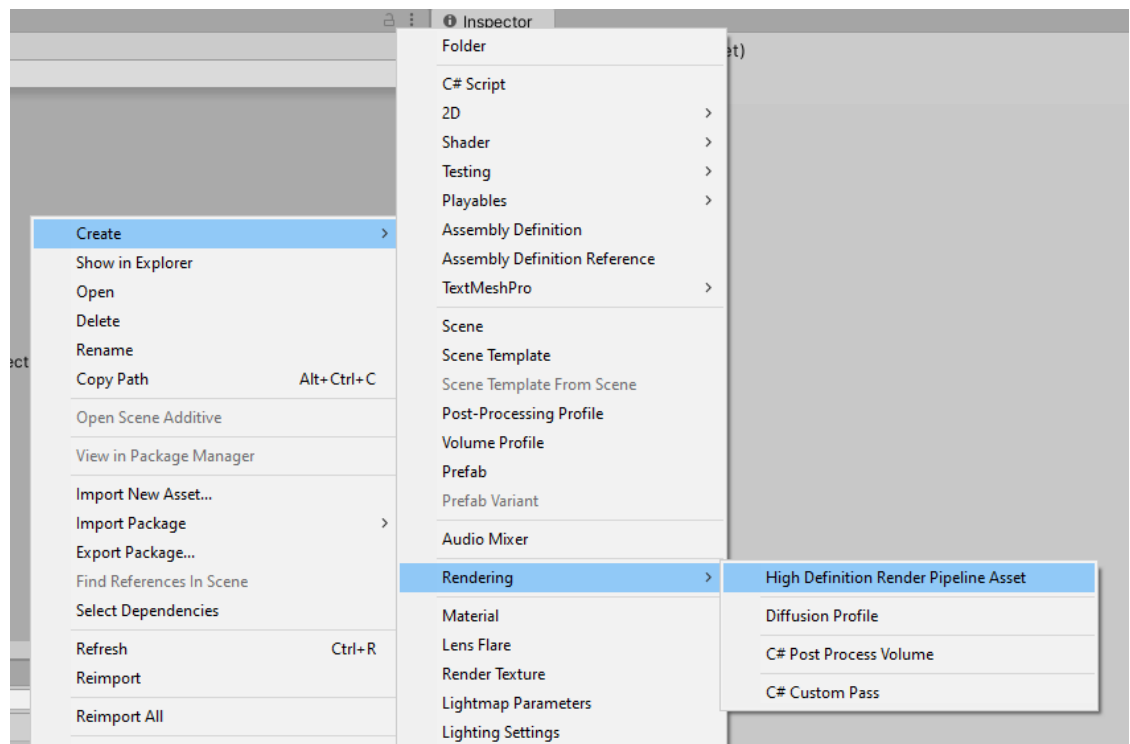 Inspector
et)
ect
Create
Show in Explorer
Open
Delete
Rename
Copy Path Alt+Ctrl+C
Open Scene Additive
View in Package Manager
Import New Asset...
Import Package
Export Package...
Find References In Scene
Select Dependencies
Refresh Ctrl+R
Reimport
Reimport All
Folder
C# Script
2D
Shader
Testing
Playables
Assembly Definition
Assembly Definition Reference
TextMeshPro
Scene
Scene Template
Scene Template From Scene
Post-Processing Profile
Volume Profile
Prefab
Prefab Variant
Audio Mixer
Rendering
Material
Lens Flare
Render Texture
Lightmap Parameters
Lighting Settings
High Definition Render Pipeline Asset
Diffusion Profile
C# Post Process Volume
C# Custom Pass